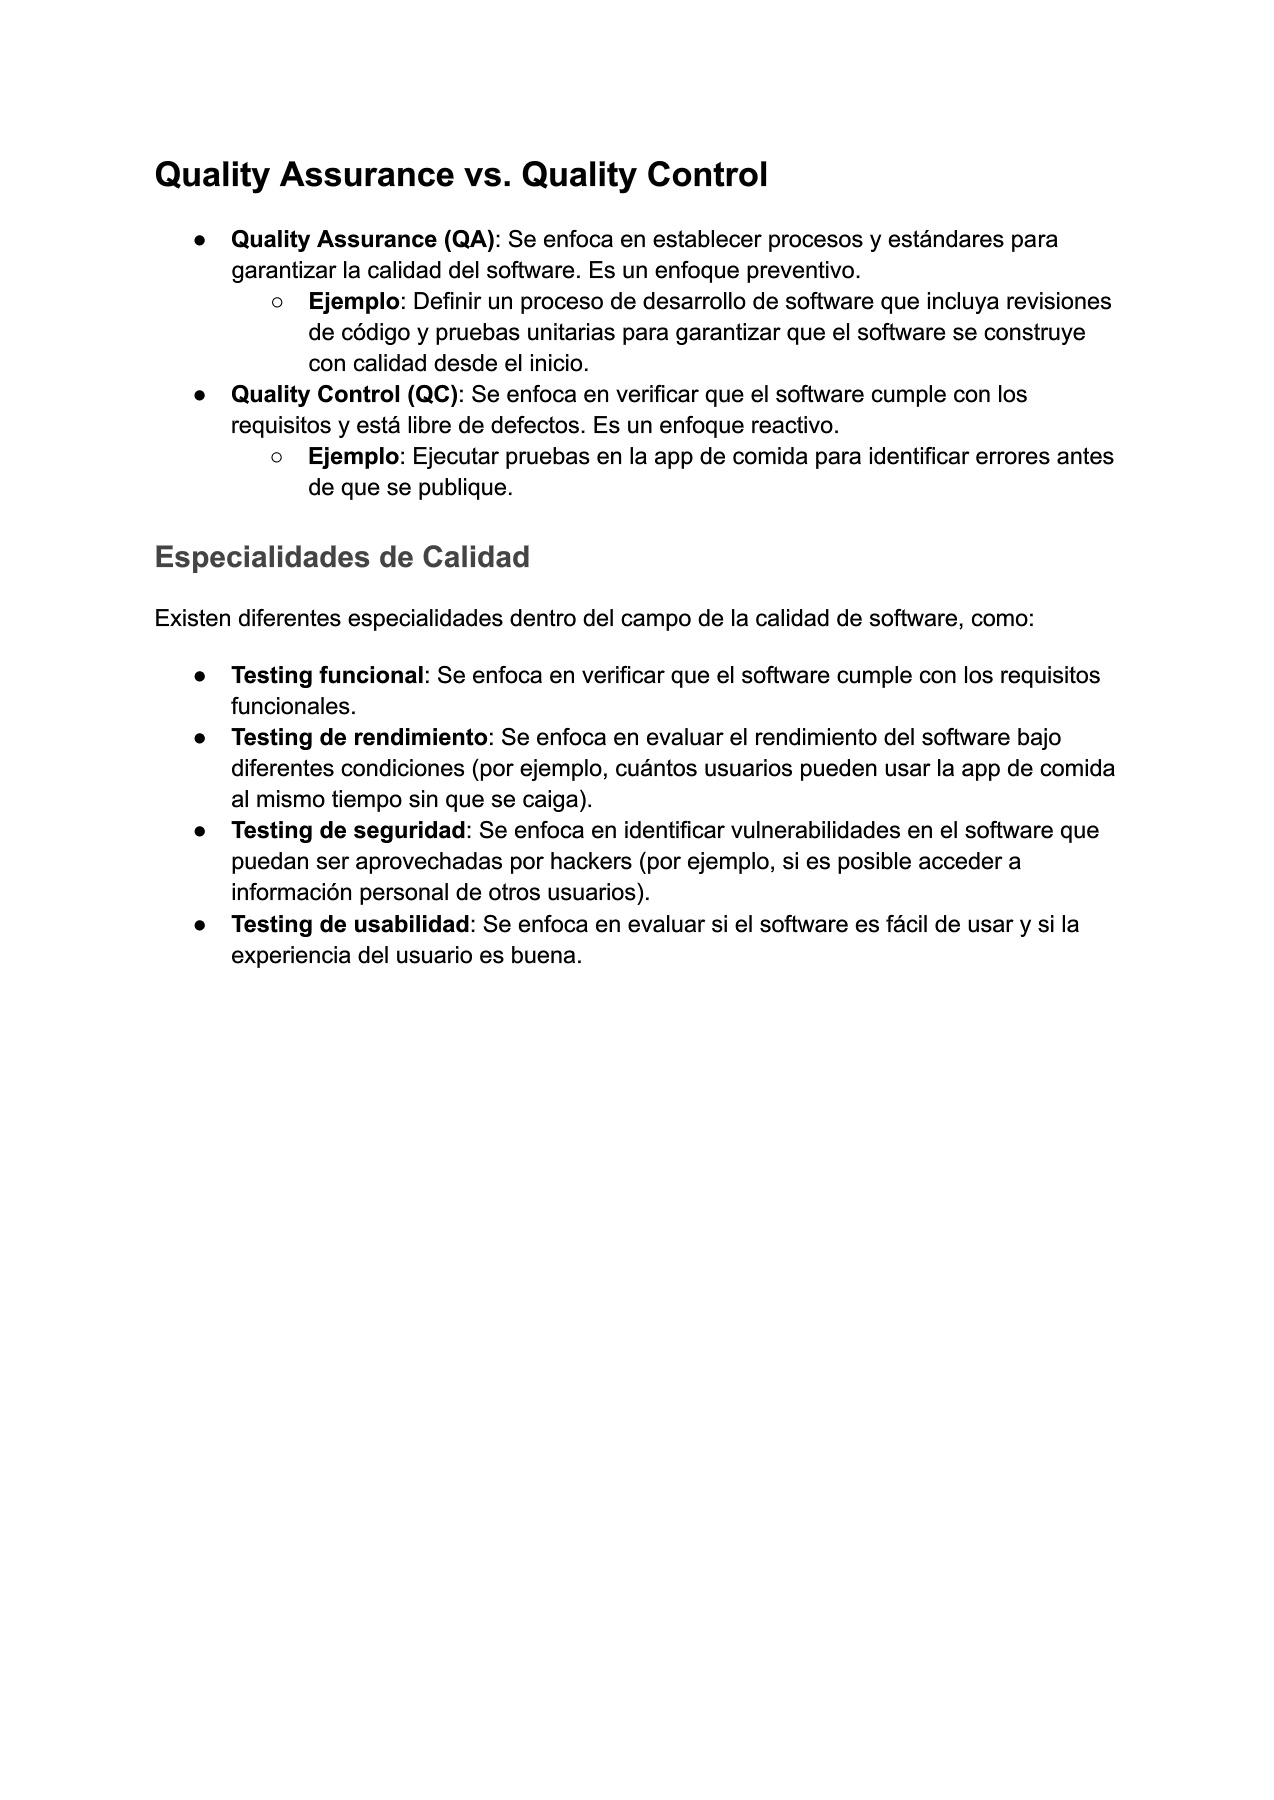 Quality Assurance vs. Quality Control
● Quality Assurance (QA): Se enfoca en establecer procesos y estándares para
garantizar la calidad del software. Es un enfoque preventivo.
○ Ejemplo: Definir un proceso de desarrollo de software que incluya revisiones
de código y pruebas unitarias para garantizar que el software se construye
con calidad desde el inicio.
● Quality Control (QC): Se enfoca en verificar que el software cumple con los
requisitos y está libre de defectos. Es un enfoque reactivo.
○ Ejemplo: Ejecutar pruebas en la app de comida para identificar errores antes
de que se publique.
Especialidades de Calidad
Existen diferentes especialidades dentro del campo de la calidad de software, como:
● Testing funcional: Se enfoca en verificar que el software cumple con los requisitos
funcionales.
● Testing de rendimiento: Se enfoca en evaluar el rendimiento del software bajo
diferentes condiciones (por ejemplo, cuántos usuarios pueden usar la app de comida
al mismo tiempo sin que se caiga).
● Testing de seguridad: Se enfoca en identificar vulnerabilidades en el software que
puedan ser aprovechadas por hackers (por ejemplo, si es posible acceder a
información personal de otros usuarios).
● Testing de usabilidad: Se enfoca en evaluar si el software es fácil de usar y si la
experiencia del usuario es buena.